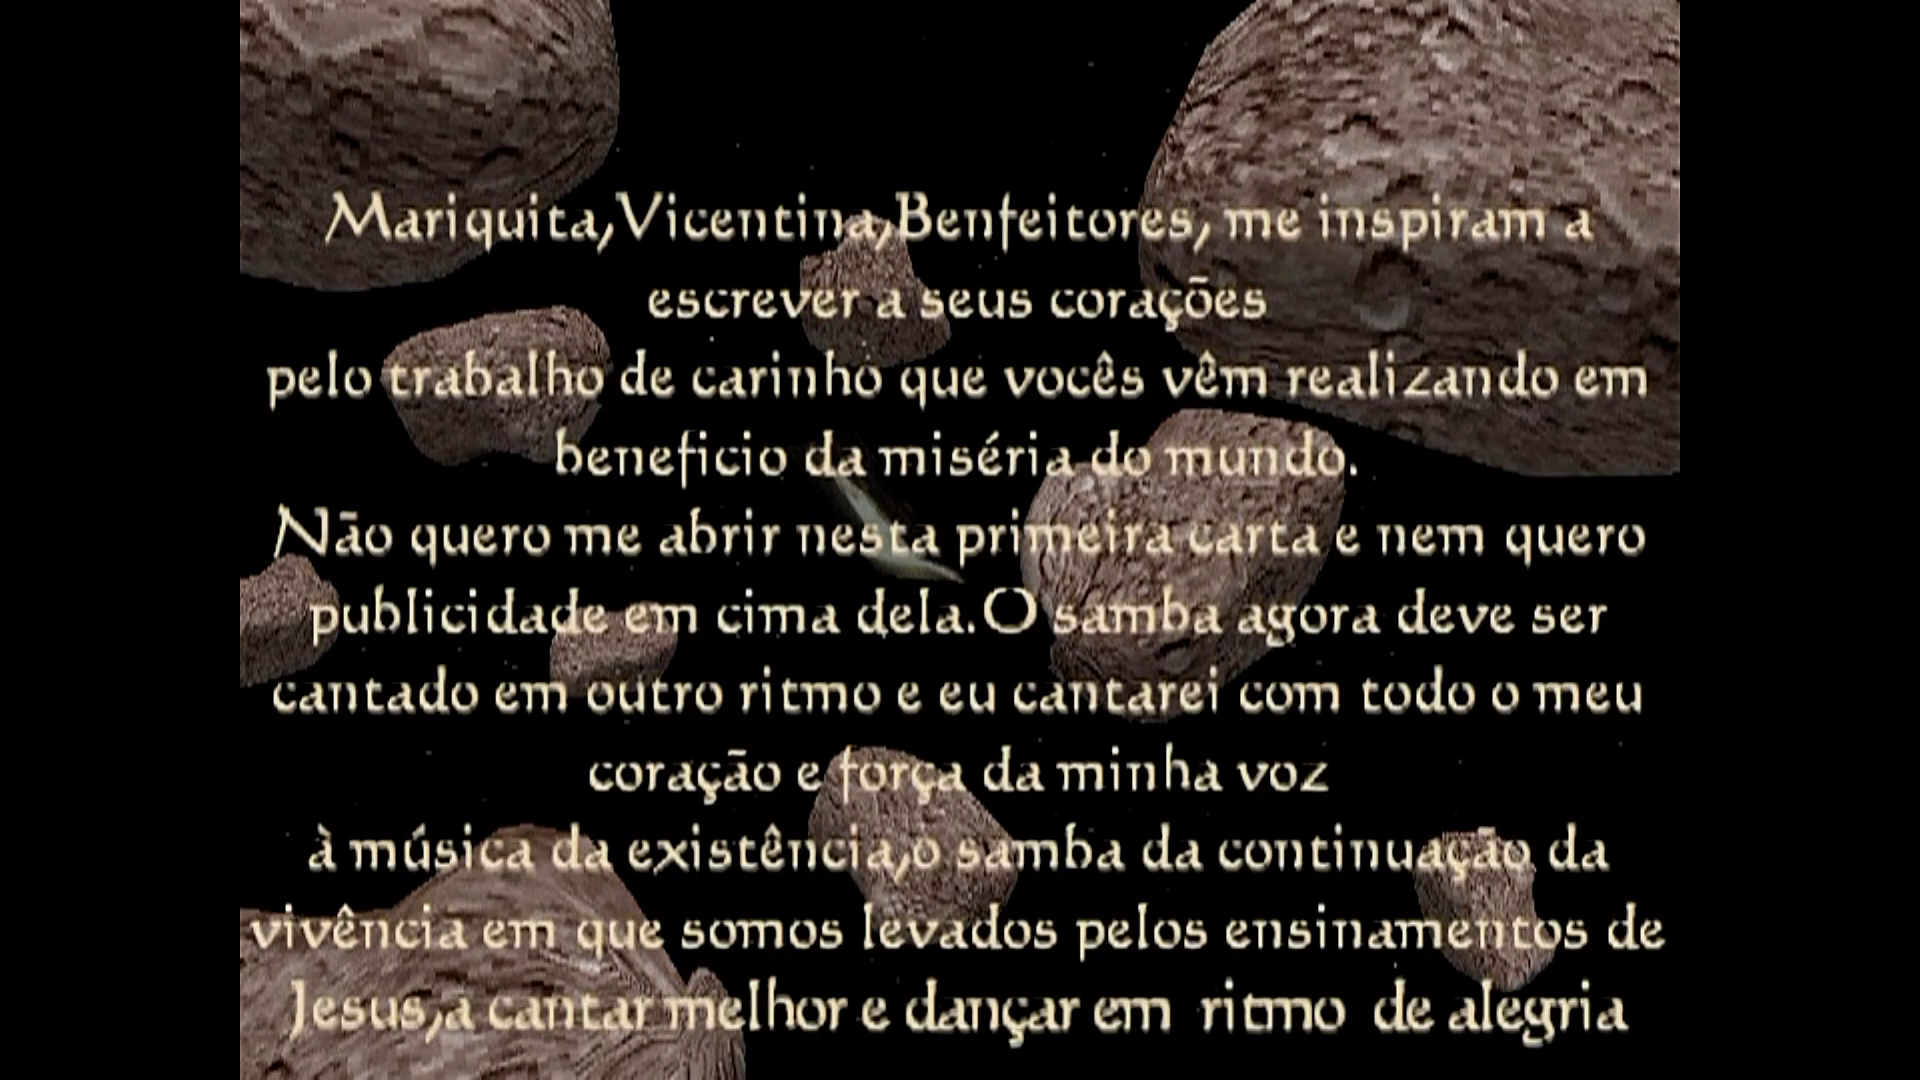 Mariquita,Vicentina,Benfeitores, me inspiram a
escrever a seus corações
pelo trabalho de carinho que vocês vêm realizando em
beneficio da miséria do mundo.
Não quero me abrir nesta primeira carta e nem quero
publicidade em cima dela.O samba agora deve ser
cantado em outro ritmo e eu cantarei com todo o meu
coração e força da minha voz
à música da existência,o samba da continuação da
vivência em que somos levados pelos ensinamentos de
Jesus,a cantar melhor e dançar em ritmo de alegria